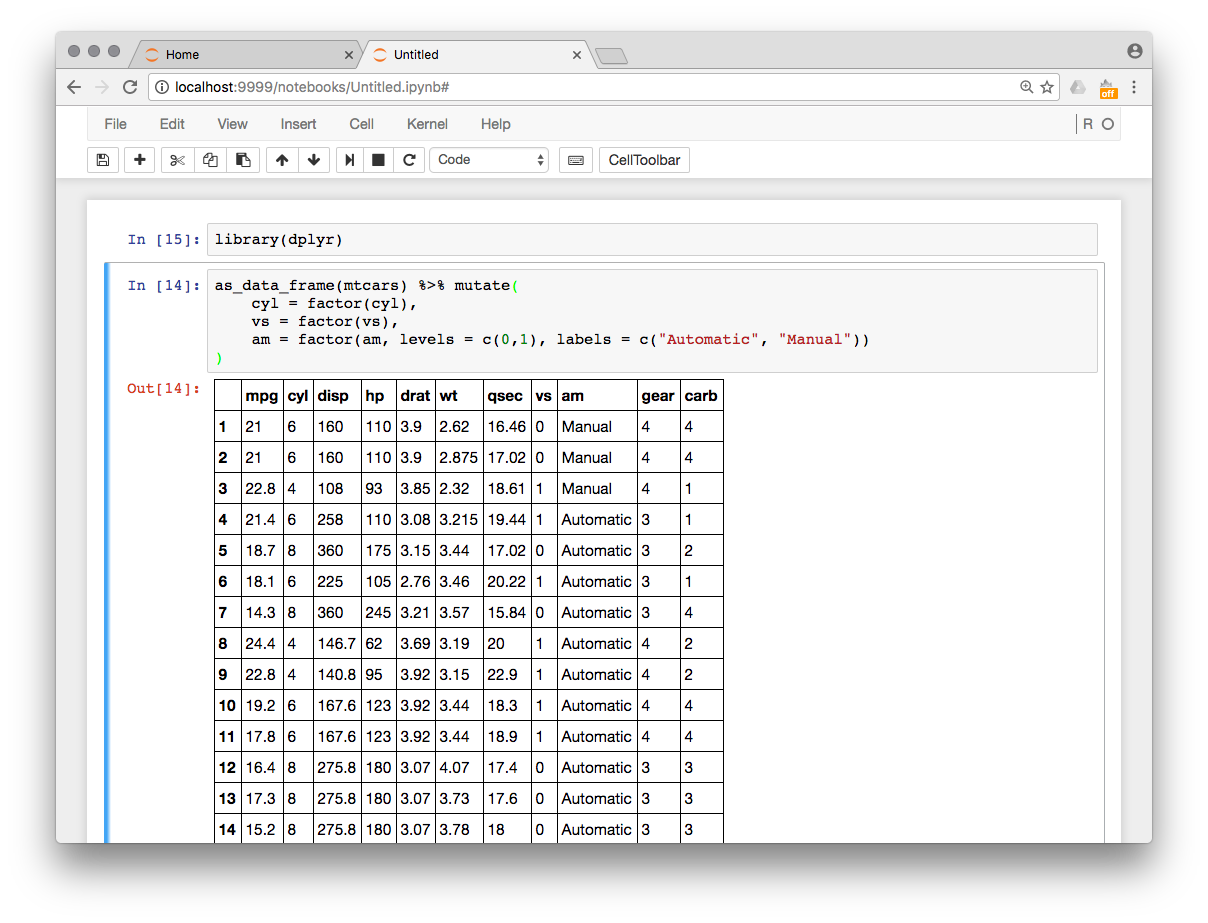 Home
Untitled
localhost:9999/notebooks/Untitled.ipynb#
off
File Edit View Insert Cell Kernel Help R
Code CellToolbar
In [15]: library(dplyr)
In [14]: as_data_frame(mtcars) %>% mutate(
cyl = factor(cyl),
vs = factor(vs),
am = factor(am, levels = c(0,1), labels = c("Automatic", "Manual"))
)
Out[14]:
mpg cyl disp hp drat wt qsec vs am gear carb
1 21 6 160 110 3.9 2.62 16.46 0 Manual 4 4
2 21 6 160 110 3.9 2.875 17.02 0 Manual 4 4
3 22.8 4 108 93 3.85 2.32 18.61 1 Manual 4 1
4 21.4 6 258 110 3.08 3.215 19.44 1 Automatic 3 1
5 18.7 8 360 175 3.15 3.44 17.02 0 Automatic 3 2
6 18.1 6 225 105 2.76 3.46 20.22 1 Automatic 3 1
7 14.3 8 360 245 3.21 3.57 15.84 0 Automatic 3 4
8 24.4 4 146.7 62 3.69 3.19 20 1 Automatic 4 2
9 22.8 4 140.8 95 3.92 3.15 22.9 1 Automatic 4 2
10 19.2 6 167.6 123 3.92 3.44 18.3 1 Automatic 4 4
11 17.8 6 167.6 123 3.92 3.44 18.9 1 Automatic 4 4
12 16.4 8 275.8 180 3.07 4.07 17.4 0 Automatic 3 3
13 17.3 8 275.8 180 3.07 3.73 17.6 0 Automatic 3 3
14 15.2 8 275.8 180 3.07 3.78 18 0 Automatic 3 3